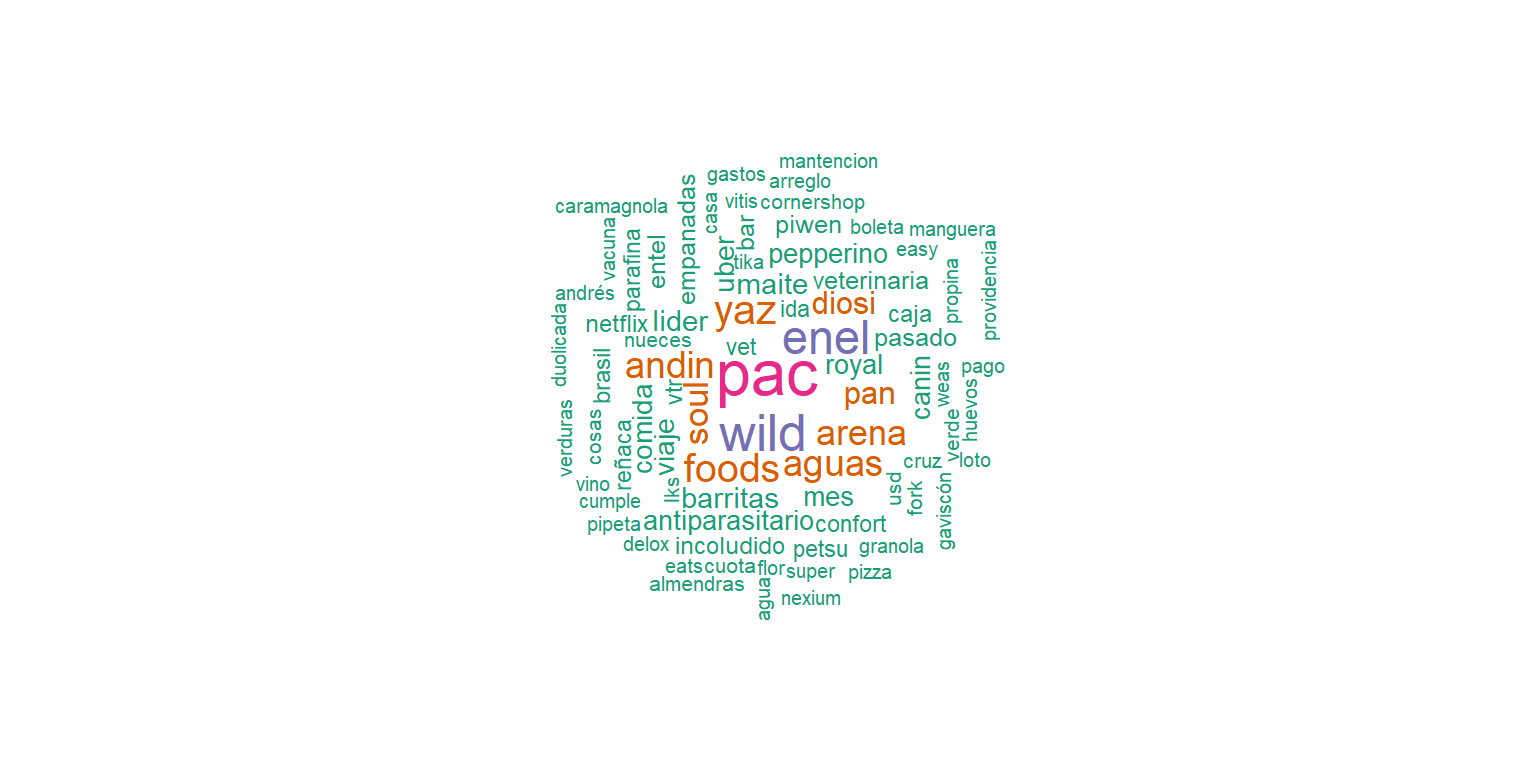 mantencion
gastos
arreglo
caramagnola
empanadas
casa
vitis
cornershop
vacuna
parafina
entel
uber
bar
piwen
boleta
manguera
tika
pepperino
easy
providencia
andrés
maite
veterinaria
propina
duolicada
netflix
lider
yaz
ida
diosi
caja
nueces
vet
enel
pasado
brasil
andin
pac
royal
canin
weas
pago
vtr
soul
pan
huevos
verduras
cosas
reñaca
comida
viaje
wild
arena
verde
foods
aguas
cruz
loto
vino
cumple
lks
barritas
mes
usd
fork
gaviscón
pipeta
antiparasitario
confort
delox
incoludido
petsu
granola
eats
cuota
flor
super
pizza
almendras
agua
nexium